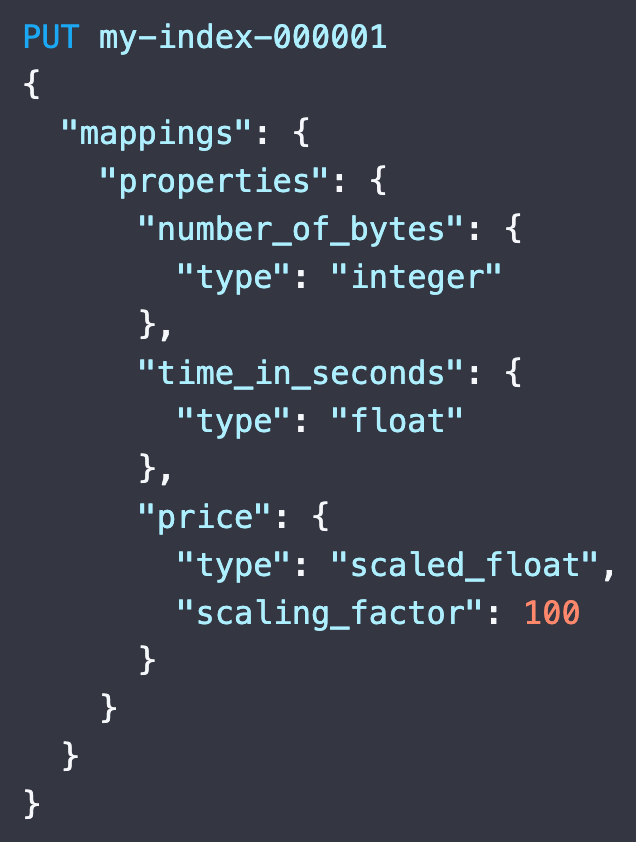 PUT my-index-000001
{
  "mappings": {
    "properties": {
      "number_of_bytes": {
        "type": "integer"
      },
      "time_in_seconds": {
        "type": "float"
      },
      "price": {
        "type": "scaled_float",
        "scaling_factor": 100
      }
    }
  }
}